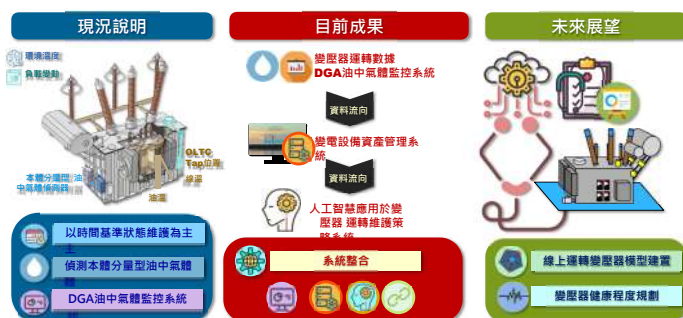 現況說明
環境溫度
負載變動
OLTC
Tap位置
線溫
本體分量型 油
中氣體偵測器
油溫
以時間基準狀態維護為主
偵測本體分量型油中氣體
DGA油中氣體監控系統
目前成果
變壓器運轉數據
DGA油中氣體監控系統
資料流向
變電設備資產管理系
統
資料流向
人工智慧應用於變
壓器 運轉維護策
略系統
系統整合
未來展望
線上運轉變壓器模型建置
變壓器健康程度規劃